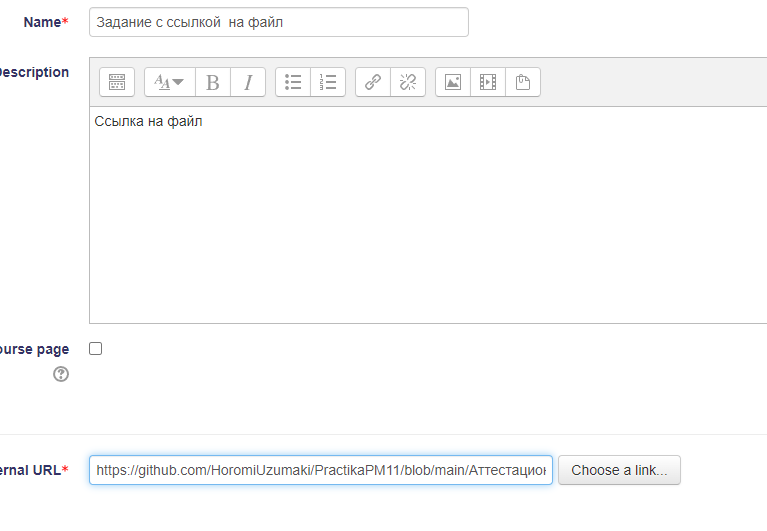 Name*
Задание с ссылкой  на файл
Description
Ссылка на файл
ourse page
ernal URL*
https://github.com/HoromiUzumaki/PractikaPM11/blob/main/Аттестацион
Choose a link...